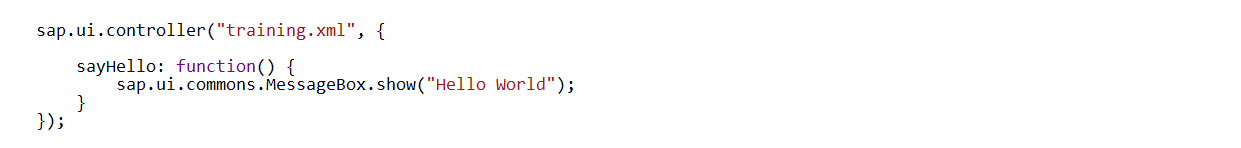 sap.ui.controller("training.xml", {
sayHello: function() {
sap.ui.commons.MessageBox.show("Hello World");
}
});